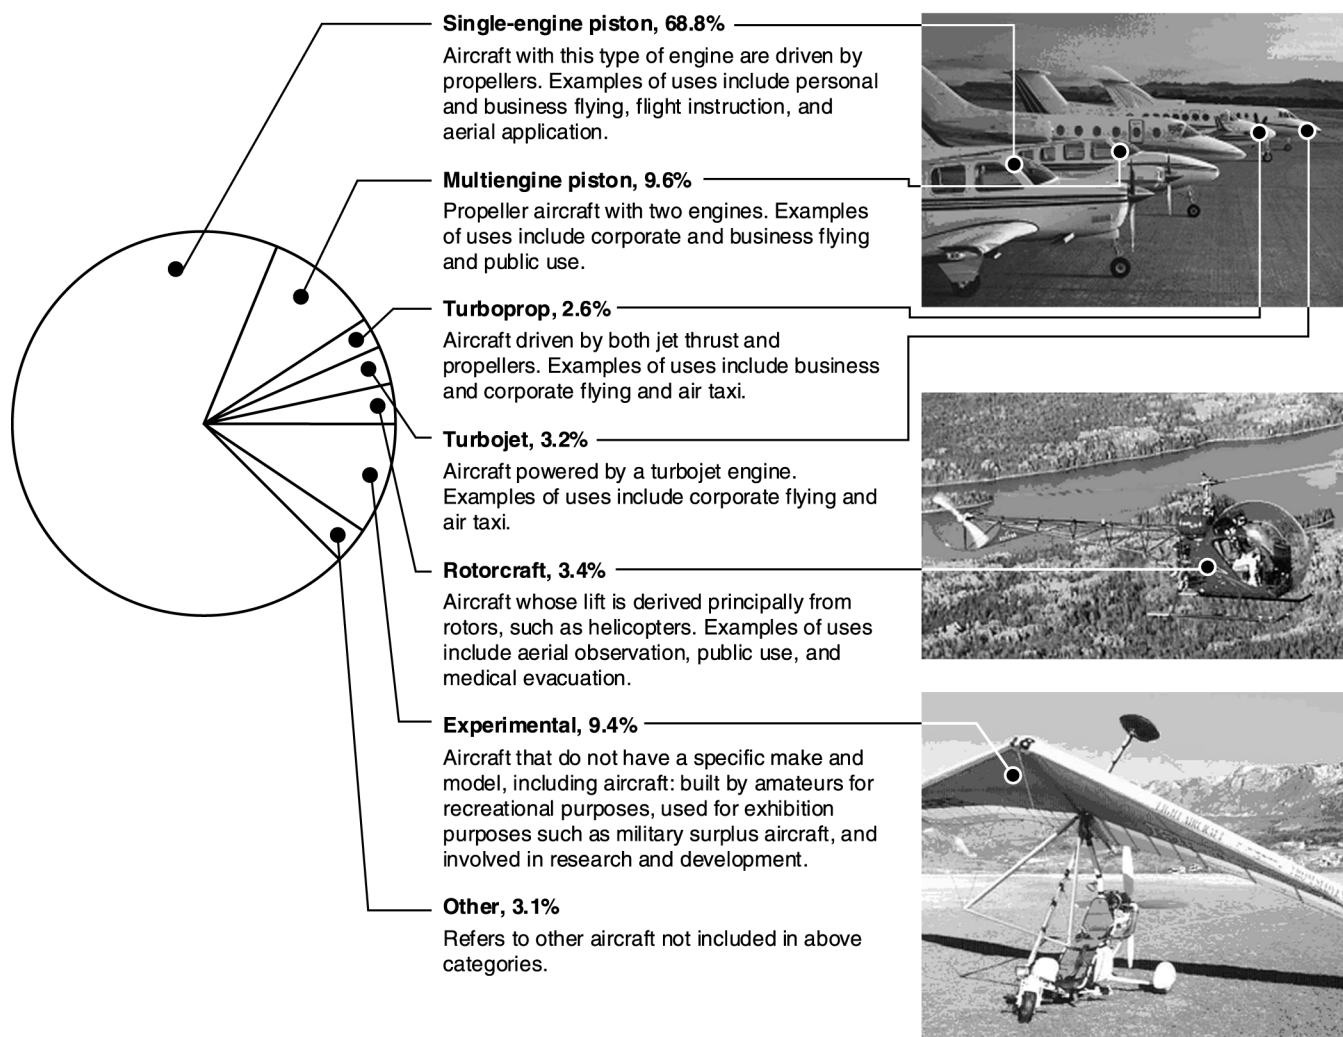 Single-engine piston, 68.8%
Aircraft with this type of engine are driven by
propellers. Examples of uses include personal
and business flying, flight instruction, and
aerial application.
Multiengine piston, 9.6%
Propeller aircraft with two engines. Examples
of uses include corporate and business flying
and public use.
Turboprop, 2.6%
Aircraft driven by both jet thrust and
propellers. Examples of uses include business
and corporate flying and air taxi.
Turbojet, 3.2%
Aircraft powered by a turbojet engine.
Examples of uses include corporate flying and
air taxi.
Rotorcraft, 3.4%
Aircraft whose lift is derived principally from
rotors, such as helicopters. Examples of uses
include aerial observation, public use, and
medical evacuation.
Experimental, 9.4%
Aircraft that do not have a specific make and
model, including aircraft: built by amateurs for
recreational purposes, used for exhibition
purposes such as military surplus aircraft, and
involved in research and development.
Other, 3.1%
Refers to other aircraft not included in above
categories.